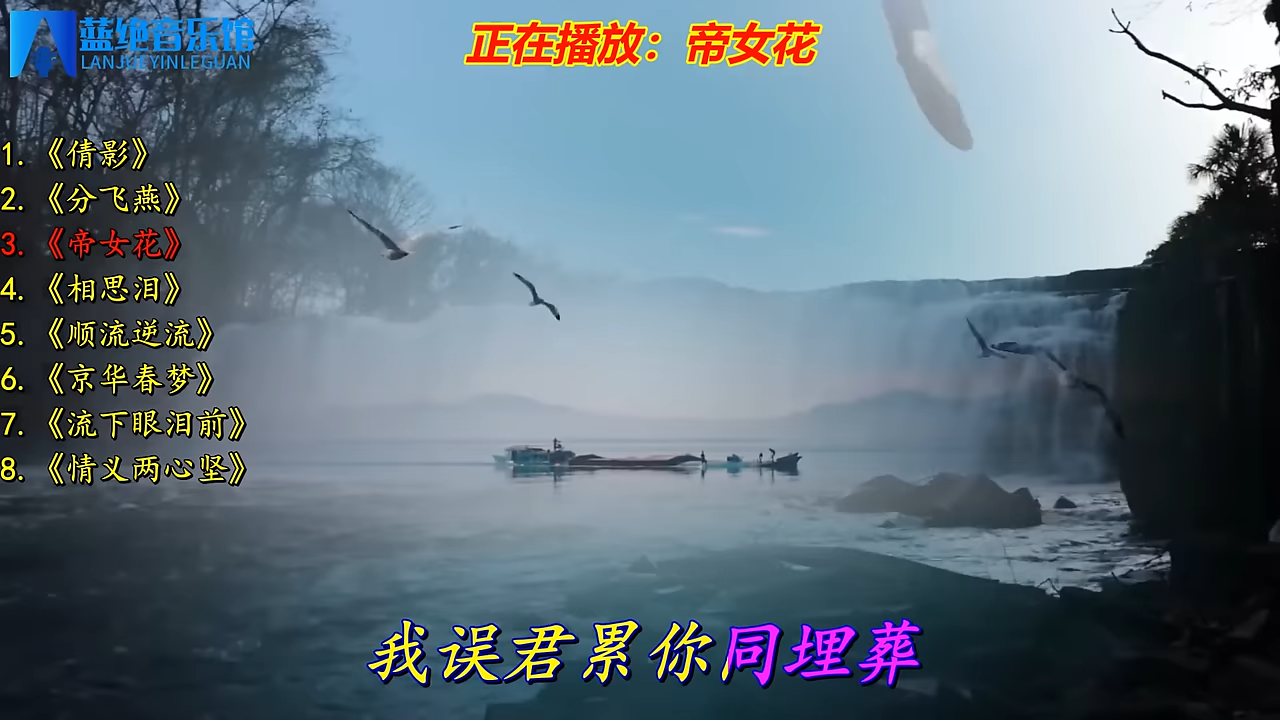 蓝绝音乐馆
LANJUEYINLEGUAN
正在播放：帝女花
1.《倩影》
2.《分飞燕》
3.《帝女花》
4.《相思泪》
5.《顺流逆流》
6.《京华春梦》
7.《流下眼泪前》
8.《情义两心坚》
我误君累你同埋葬